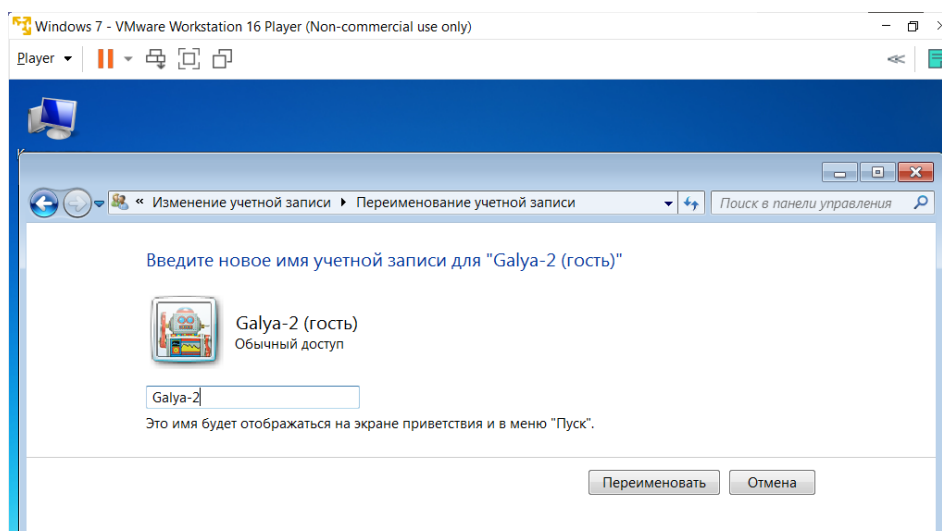 Windows 7 - VMware Workstation 16 Player (Non-commercial use only)
Player
« Изменение учетной записи Переименование учетной записи Поиск в панели управления
Введите новое имя учетной записи для "Galya-2 (гость)"
Galya-2 (гость)
Обычный доступ
Galya-2
Это имя будет отображаться на экране приветствия и в меню "Пуск".
Переименовать Отмена